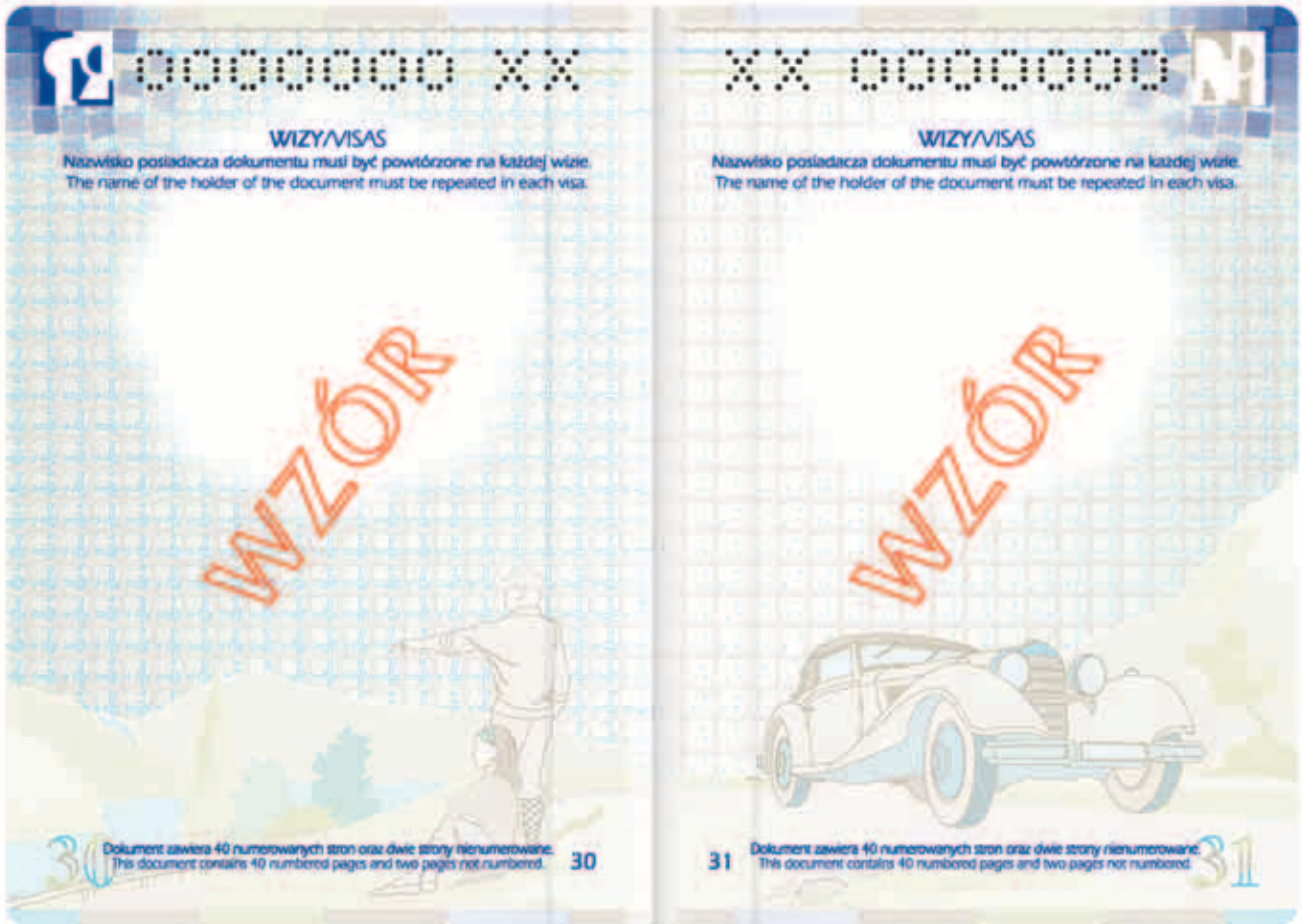 0000000 XX
WIZY/VISAS
Nazwisko posiadacza dokumentu musi być powtórzone na każdej wizie.
The name of the holder of the document must be repeated in each visa.
WZÓR
30
Dokument zawiera 40 numerowanych stron oraz dwie strony nienumerowane.
This document contains 40 numbered pages and two pages not numbered.
30
XX 0000000
WIZY/VISAS
Nazwisko posiadacza dokumentu musi być powtórzone na każdej wizie.
The name of the holder of the document must be repeated in each visa.
WZÓR
31
Dokument zawiera 40 numerowanych stron oraz dwie strony nienumerowane.
This document contains 40 numbered pages and two pages not numbered.
31